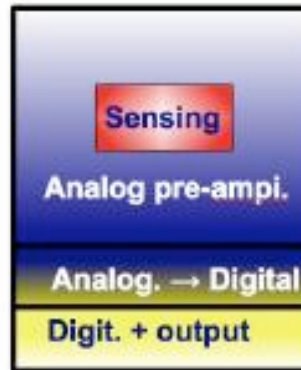 Sensing
Analog pre-ampi.
Analog. → Digital
Digit. + output